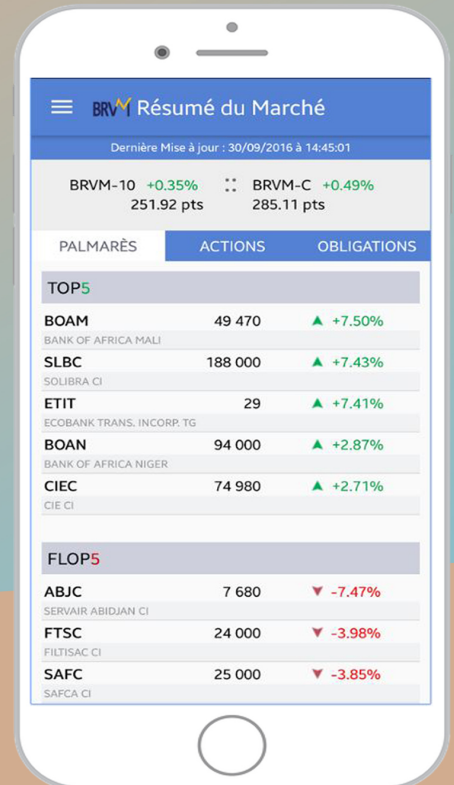 BRVM Résumé du Marché
Dernière Mise à jour : 30/09/2016 à 14:45:01
BRVM-10 +0.35% BRVM-C +0.49%
251.92 pts 285.11 pts
PALMARÈS ACTIONS OBLIGATIONS
TOP5
BOAM 49 470 +7.50%
BANK OF AFRICA MALI
SLBC 188 000 +7.43%
SOLIBRA CI
ETIT 29 +7.41%
ECOBANK TRANS. INCORP. TG
BOAN 94 000 +2.87%
BANK OF AFRICA NIGER
CIEC 74 980 +2.71%
CIE CI
FLOP5
ABJC 7 680 -7.47%
SERVAIR ABIDJAN CI
FTSC 24 000 -3.98%
FILTISAC CI
SAFC 25 000 -3.85%
SAFCA CI